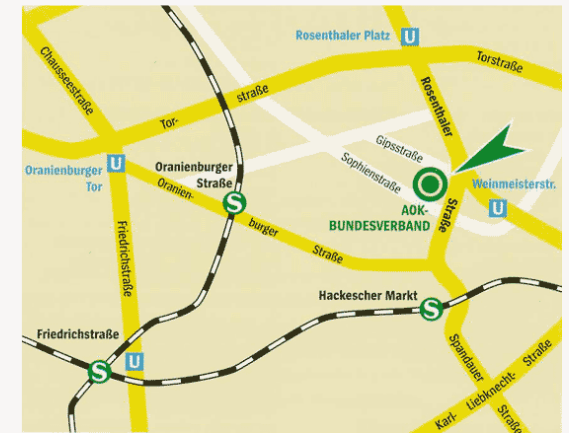 Rosenthaler Platz U
Chausseestraße
Torstraße
Tor-
straße
Rosenthaler
Straße
Gipsstraße
Sophienstraße
Oranienburger
Tor
U
Oranienburger
Straße
S
Oranien-
burger
Straße
Weinmeisterstr.
U
AOK-
BUNDESVERBAND
Friedrichstraße
Hackescher Markt
S
Friedrichstraße
S
U
Spandauer
Straße
Karl-
Liebknecht-
Straße